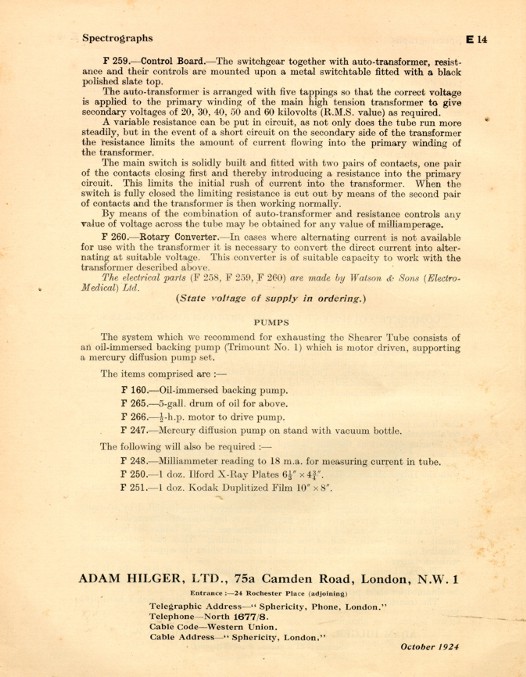 Spectrographs E 14
F 259.—Control Board.—The switchgear together with auto-transformer, resist-
ance and their controls are mounted upon a metal switchtable fitted with a black
polished slate top.
The auto-transformer is arranged with five tappings so that the correct voltage
is applied to the primary winding of the main high tension transformer to give
secondary voltages of 20, 30, 40, 50 and 60 kilovolts (R.M.S. value) as required.
A variable resistance can be put in circuit, as not only does the tube run more
steadily, but in the event of a short circuit on the secondary side of the transformer
the resistance limits the amount of current flowing into the primary winding of
the transformer.
The main switch is solidly built and fitted with two pairs of contacts, one pair
of the contacts closing first and thereby introducing a resistance into the primary
circuit. This limits the initial rush of current into the transformer. When the
switch is fully closed the limiting resistance is cut out by means of the second pair
of contacts and the transformer is then working normally.
By means of the combination of auto-transformer and resistance controls any
value of voltage across the tube may be obtained for any value of milliamperage.
F 260.—Rotary Converter.—In cases where alternating current is not available
for use with the transformer it is necessary to convert the direct current into alter-
nating at suitable voltage. This converter is of suitable capacity to work with the
transformer described above.
The electrical parts (F 258, F 259, F 260) are made by Watson & Sons (Electro-
Medical) Ltd.
(State voltage of supply in ordering.)
PUMPS
The system which we recommend for exhausting the Shearer Tube consists of
an oil-immersed backing pump (Trimount No. 1) which is motor driven, supporting
a mercury diffusion pump set.
The items comprised are :—
F 160.—Oil-immersed backing pump.
F 265.—5-gall. drum of oil for above.
F 266.—½-h.p. motor to drive pump.
F 247.—Mercury diffusion pump on stand with vacuum bottle.
The following will also be required :—
F 248.—Milliammeter reading to 18 m.a. for measuring current in tube.
F 250.—1 doz. Ilford X-Ray Plates 6½″ × 4¾″.
F 251.—1 doz. Kodak Duplitized Film 10″ × 8″.
ADAM HILGER, LTD., 75a Camden Road, London, N.W. 1
Entrance :—24 Rochester Place (adjoining)
Telegraphic Address—“ Sphericity, Phone, London.”
Telephone—North 1677/8.
Cable Code—Western Union.
Cable Address—“ Sphericity, London.”
October 1924